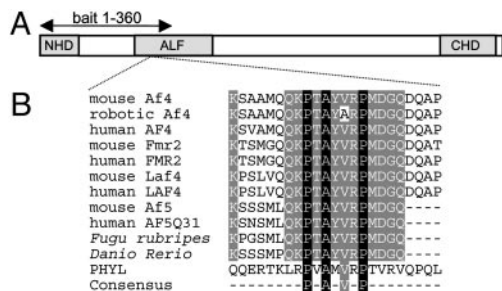 bait 1-360
A
NHD ALF CHD
B
mouse Af4 KSAAMQQKPTAYVRPMDGQDQAP
robotic Af4 KSAAMQQKPTAYARPMDGQDQAP
human AF4 KSVAMQQKPTAYVRPMDGQDQAP
mouse Fmr2 KTSMGQQKPTAYVRPMDGQDQAT
human FMR2 KTSMGQQKPTAYVRPMDGQDQAP
mouse Laf4 KPSLVQQKPTAYVRPMDGQDQAP
human LAF4 KPSLVQQKPTAYVRPMDGQDQAP
mouse Af5 KSSSMLQKPTAYVRPMDGQ----
human AF5Q31 KSNSMLQKPTAYVRPMDGQ----
Fugu rubripes KPGSMLQKPTAYVRPMDGQ----
Danio Rerio KSSSMPQKPTAYVRPMDGQ----
PHYL QQERTKLRPVAMVRPTVRVQPQL
Consensus --------P-A-V-P-------